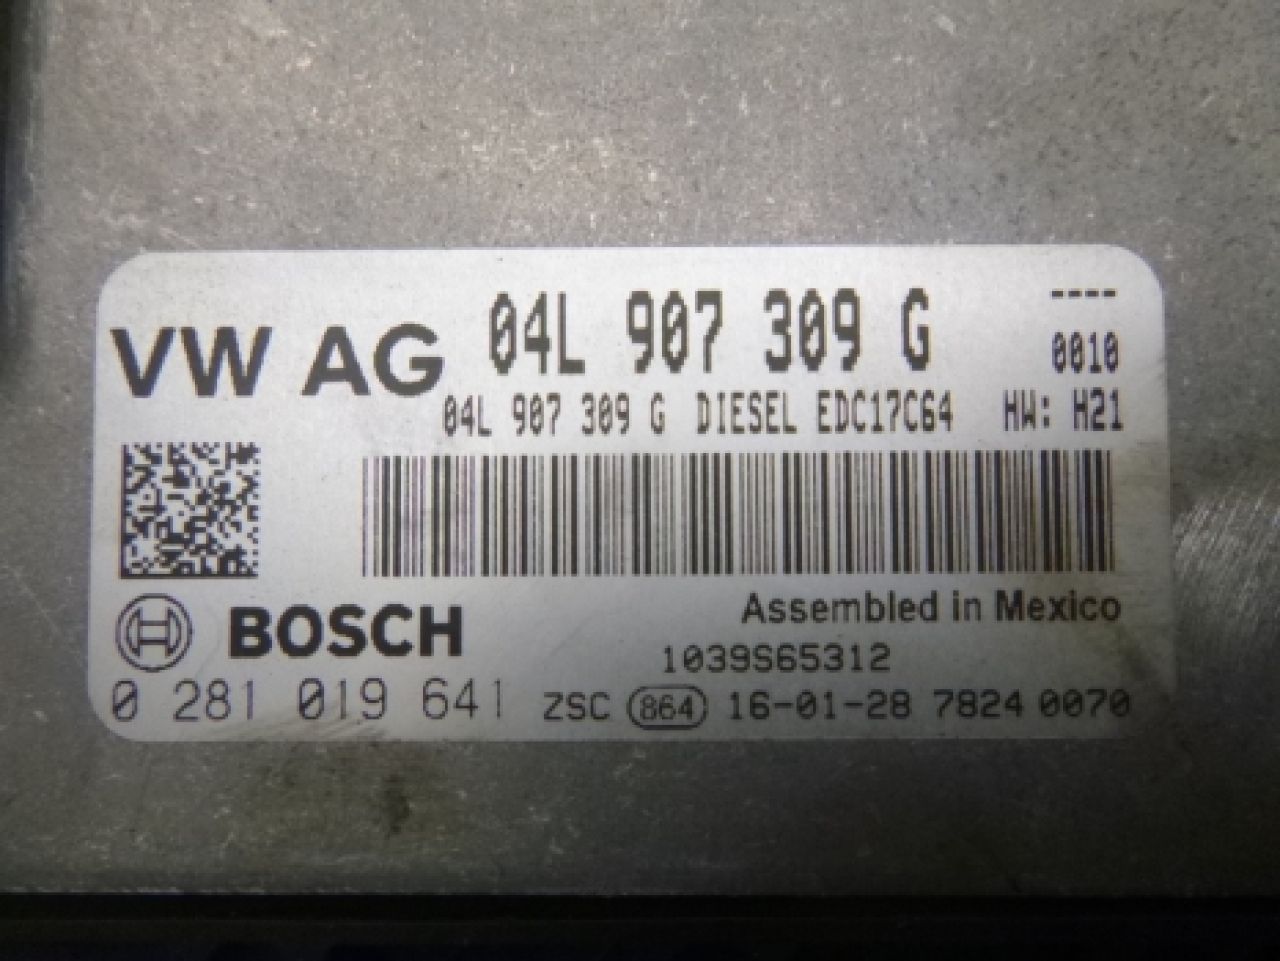 VW AG 04L 907 309 G ----
0010
04L 907 309 G DIESEL EDC17C64 HW: H21
Assembled in Mexico
BOSCH
1039S65312
0 281 019 641 ZSC 864 16-01-28 7824 0070